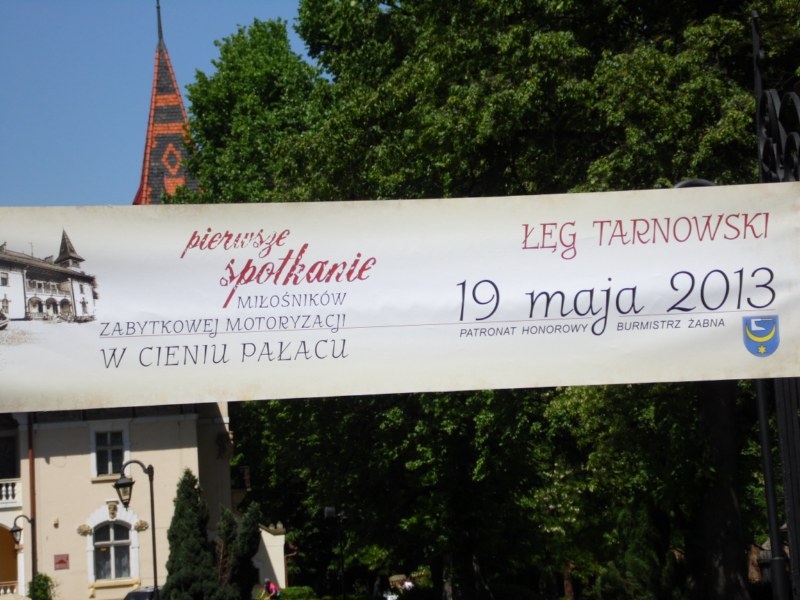 pierwsze
spotkanie
MIŁOŚNIKÓW
ZABYTKOWEJ MOTORYZACJI
W CIENIU PAŁACU
ŁĘG TARNOWSKI
19 maja 2013
PATRONAT HONOROWY BURMISTRZ ŻABNA